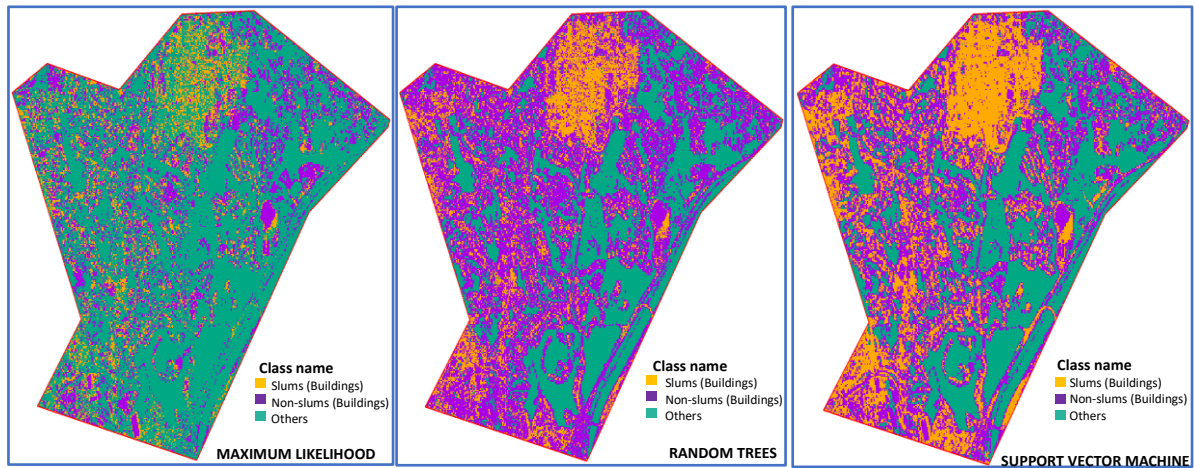 Class name
Slums (Buildings)
Non-slums (Buildings)
Others
MAXIMUM LIKELIHOOD
Class name
Slums (Buildings)
Non-slums (Buildings)
Others
RANDOM TREES
Class name
Slums (Buildings)
Non-slums (Buildings)
Others
SUPPORT VECTOR MACHINE